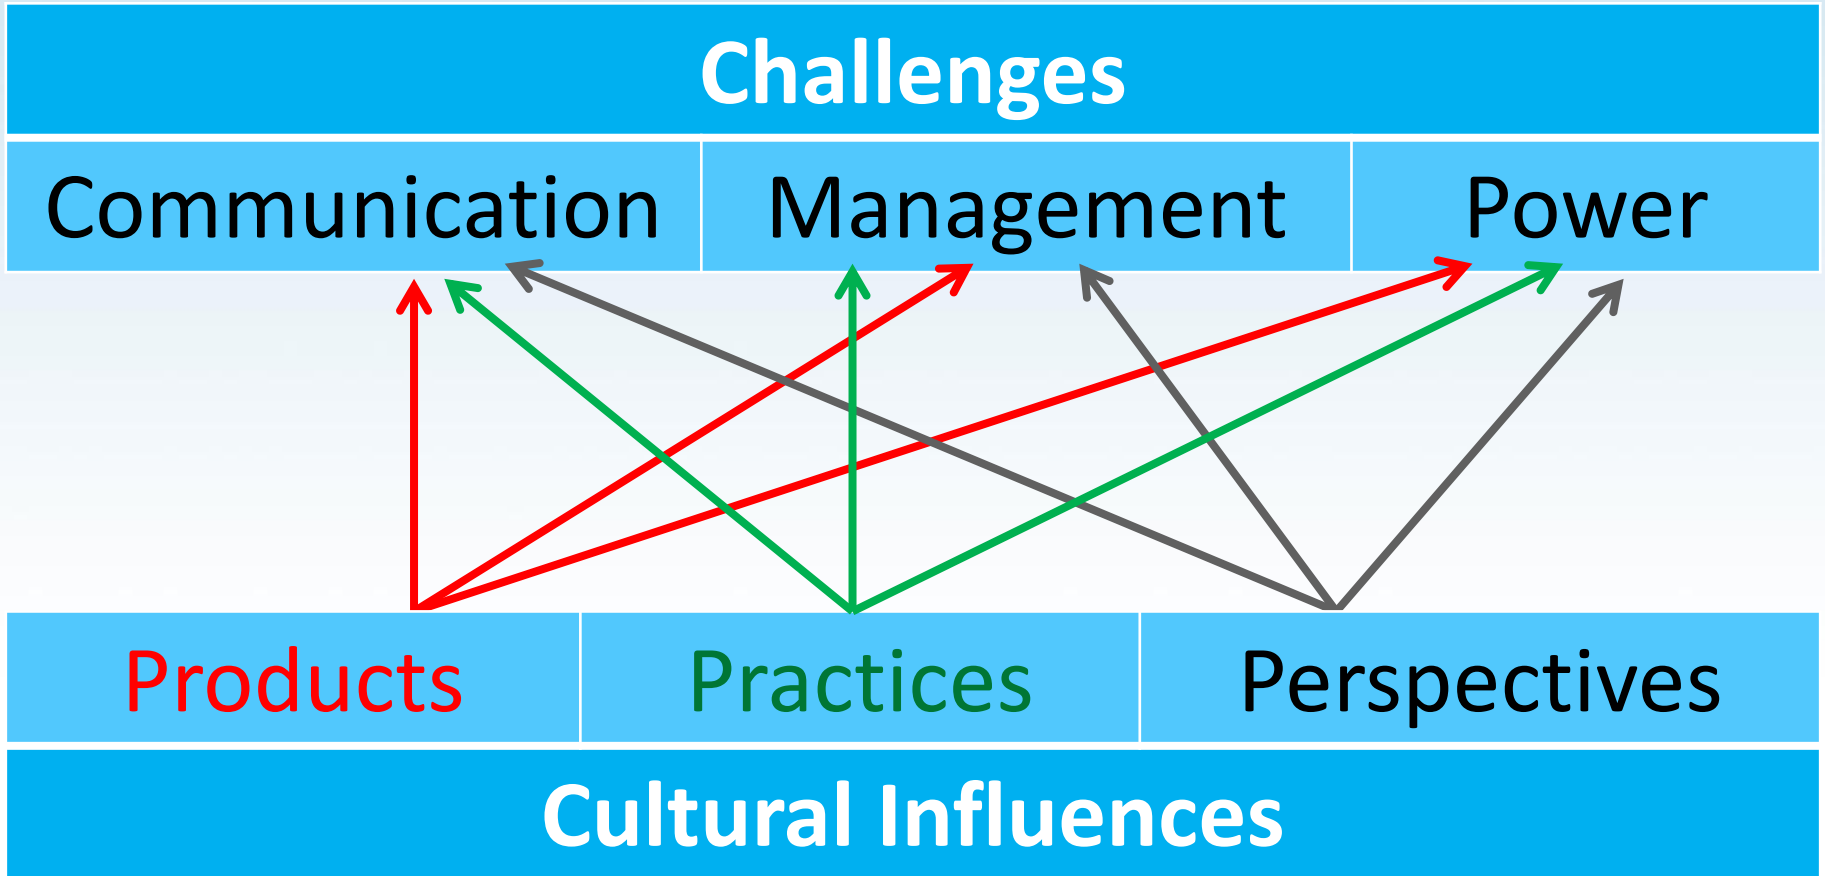 Challenges
Communication Management Power
Products Practices Perspectives
Cultural Influences